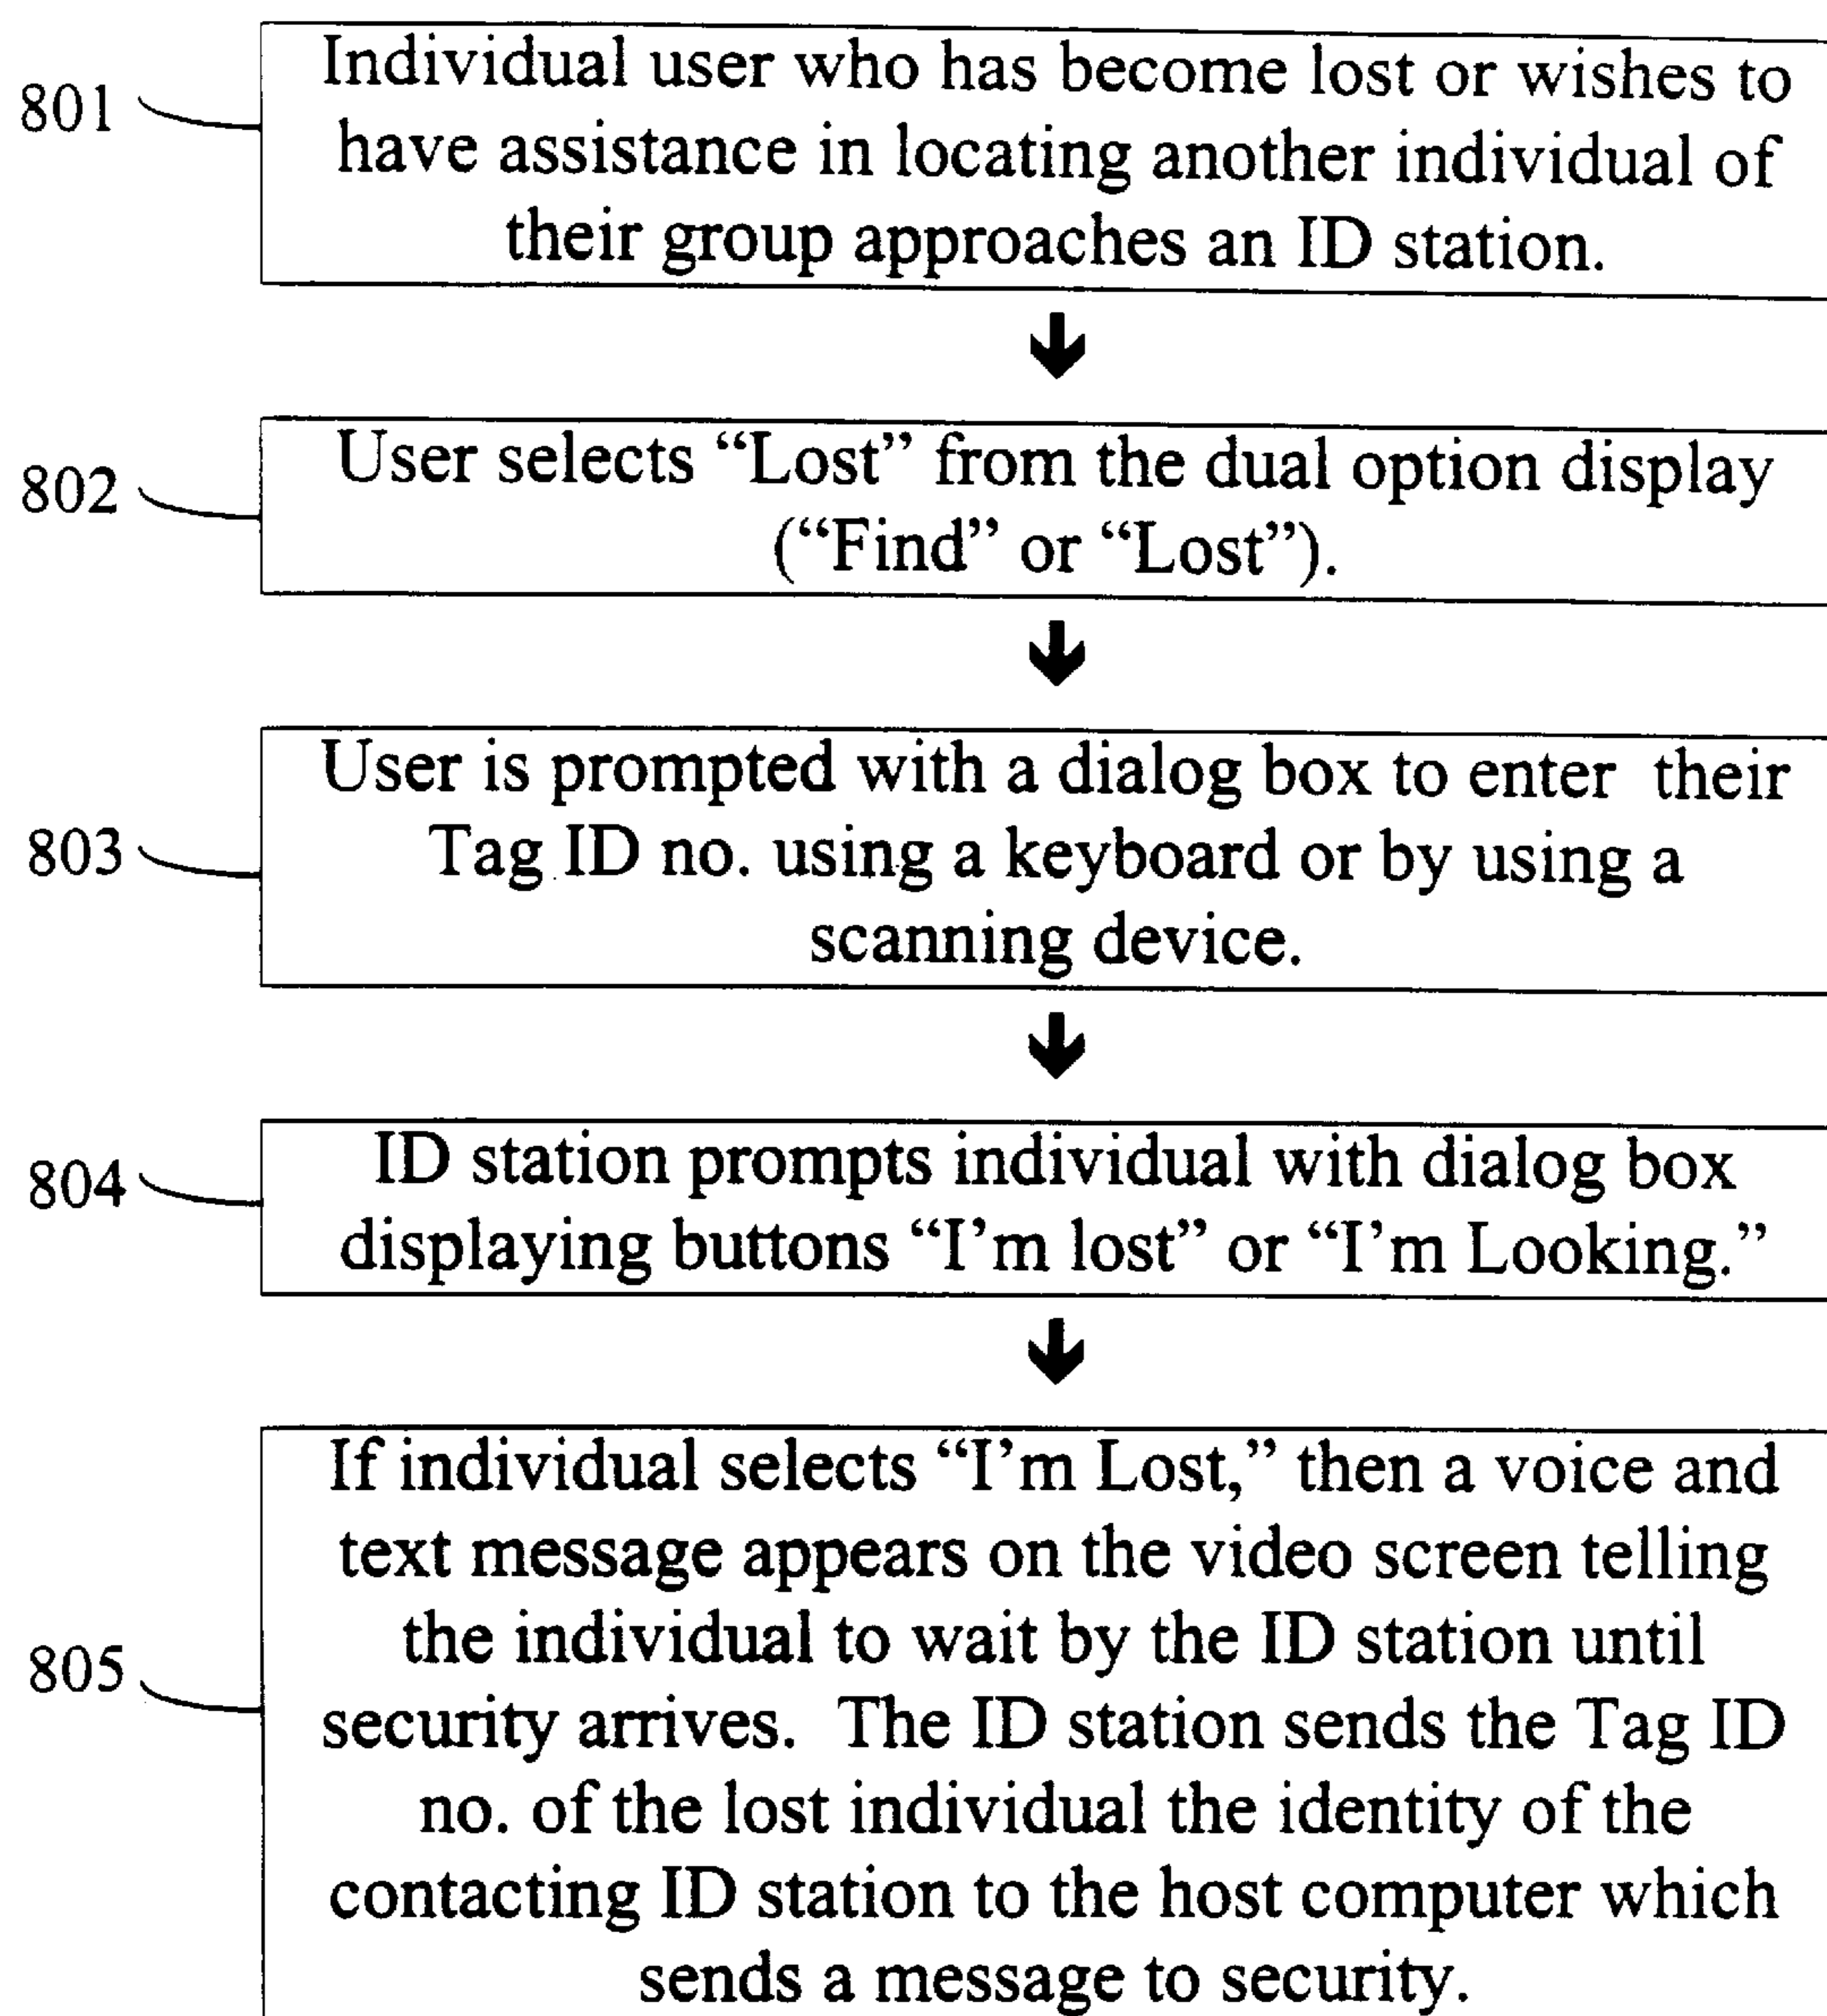 801
Individual user who has become lost or wishes to
have assistance in locating another individual of
their group approaches an ID station.
802
User selects “Lost” from the dual option display
(“Find” or “Lost”).
803
User is prompted with a dialog box to enter their
Tag ID no. using a keyboard or by using a
scanning device.
804
ID station prompts individual with dialog box
displaying buttons “I’m lost” or “I’m Looking.”
805
If individual selects “I’m Lost,” then a voice and
text message appears on the video screen telling
the individual to wait by the ID station until
security arrives. The ID station sends the Tag ID
no. of the lost individual the identity of the
contacting ID station to the host computer which
sends a message to security.